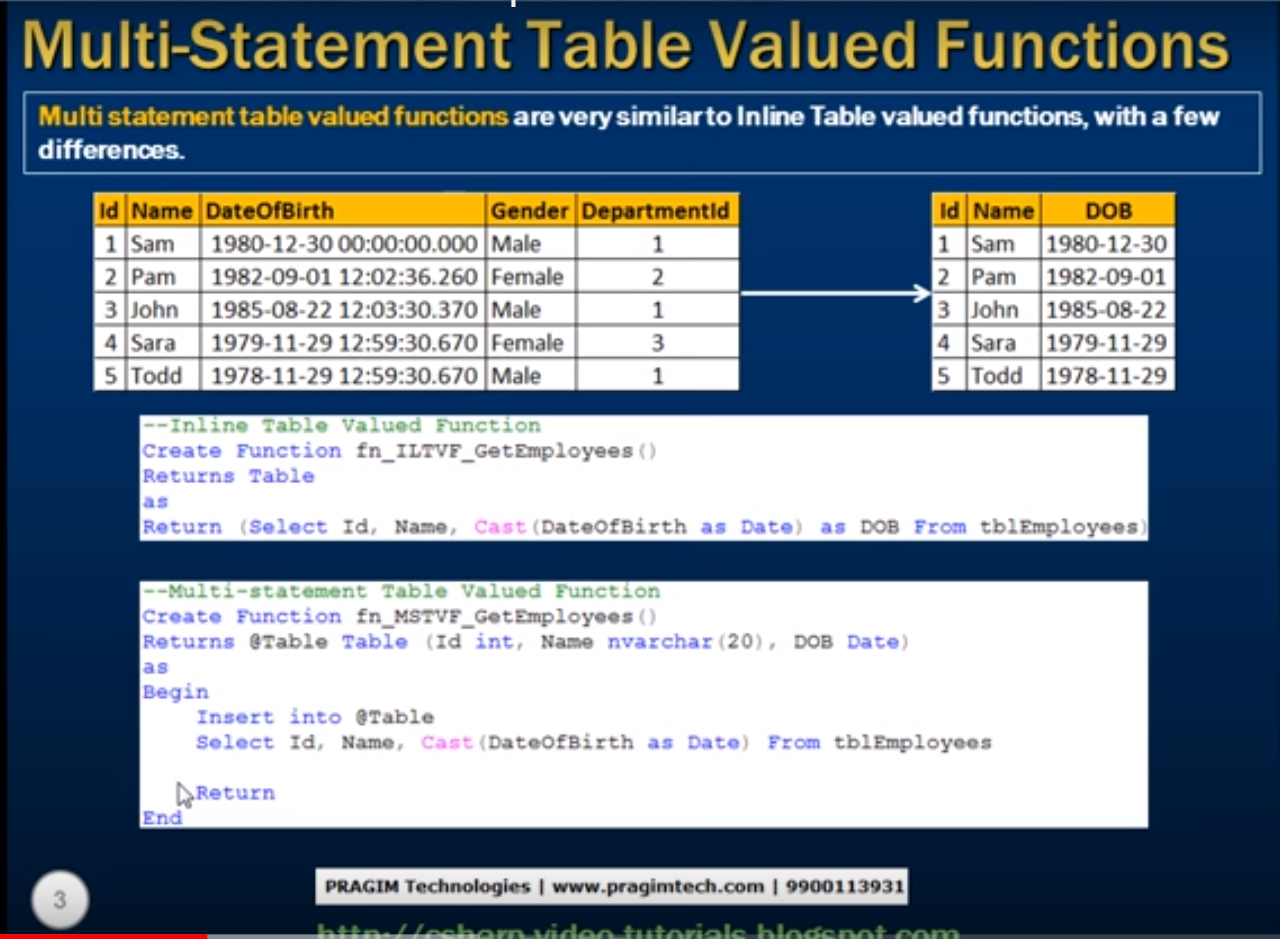 Multi-Statement Table Valued Functions
Multi statement table valued functions are very similar to Inline Table valued functions, with a few
differences.
Id Name DateOfBirth Gender DepartmentId
1 Sam 1980-12-30 00:00:00.000 Male 1
2 Pam 1982-09-01 12:02:36.260 Female 2
3 John 1985-08-22 12:03:30.370 Male 1
4 Sara 1979-11-29 12:59:30.670 Female 3
5 Todd 1978-11-29 12:59:30.670 Male 1
Id Name DOB
1 Sam 1980-12-30
2 Pam 1982-09-01
3 John 1985-08-22
4 Sara 1979-11-29
5 Todd 1978-11-29
--Inline Table Valued Function
Create Function fn_ILTVF_GetEmployees()
Returns Table
as
Return (Select Id, Name, Cast(DateOfBirth as Date) as DOB From tblEmployees)
--Multi-statement Table Valued Function
Create Function fn_MSTVF_GetEmployees()
Returns @Table Table (Id int, Name nvarchar(20), DOB Date)
as
Begin
Insert into @Table
Select Id, Name, Cast(DateOfBirth as Date) From tblEmployees
Return
End
3
PRAGIM Technologies | www.pragimtech.com | 9900113931
http://csharp-video-tutorials.blogspot.com